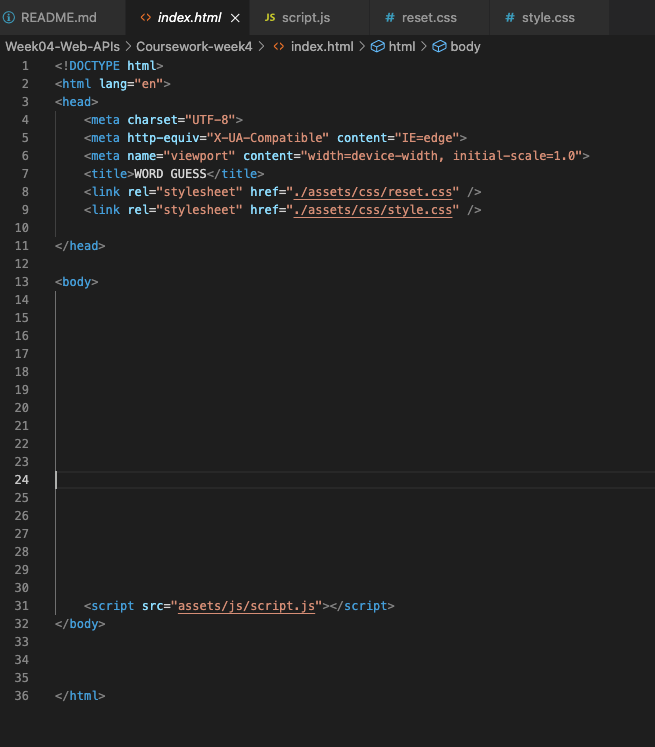 README.md index.html × JS script.js # reset.css # style.css
Week04-Web-APIs > Coursework-week4 > <> index.html > html > body
1 <!DOCTYPE html>
2 <html lang="en">
3 <head>
4 <meta charset="UTF-8">
5 <meta http-equiv="X-UA-Compatible" content="IE=edge">
6 <meta name="viewport" content="width=device-width, initial-scale=1.0">
7 <title>WORD GUESS</title>
8 <link rel="stylesheet" href="./assets/css/reset.css" />
9 <link rel="stylesheet" href="./assets/css/style.css" />
10
11 </head>
12
13 <body>
14
15
16
17
18
19
20
21
22
23
24
25
26
27
28
29
30
31 <script src="assets/js/script.js"></script>
32 </body>
33
34
35
36 </html>